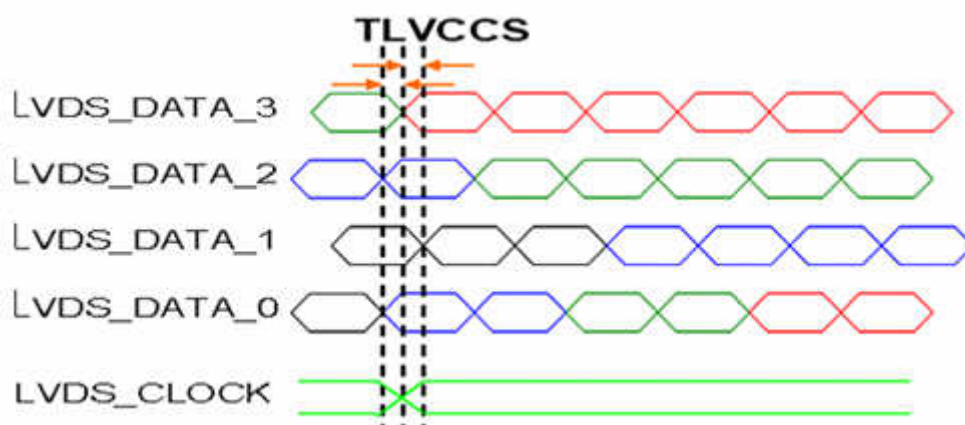 TLVCCS
LVDS_DATA_3
LVDS_DATA_2
LVDS_DATA_1
LVDS_DATA_0
LVDS_CLOCK